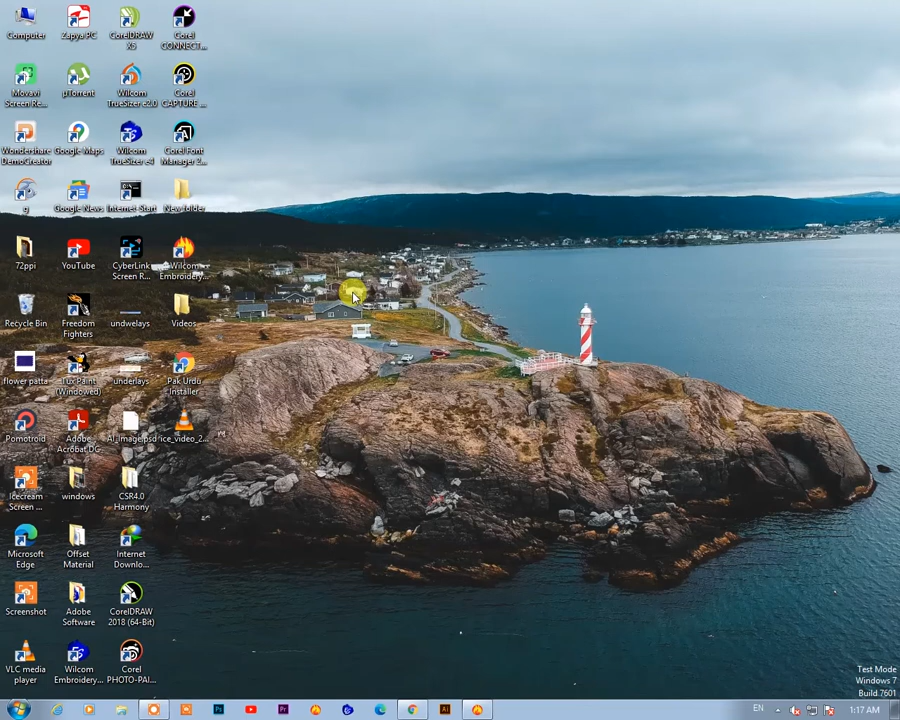 Computer
Zapya PC
CorelDRAW X5
Corel CONNECT...
Movavi Screen Re...
µTorrent
Wilcom TrueSizer e2.0
Corel CAPTURE ...
Wondershare DemoCreator
Google Maps
Wilcom TrueSizer e4
Corel Font Manager 2...
g
Google News
Internet Start
New folder
72ppi
YouTube
CyberLink Screen R...
Wilcom Embroidery...
Recycle Bin
Freedom Fighters
undwelays
Videos
flower patta
Tux Paint (Windowed)
underlays
Pak Urdu Installer
Pomotroid
Adobe Acrobat DC
AI_Image.psd
ice_video_2...
Icecream Screen ...
windows
CSR4.0 Harmony
Microsoft Edge
Offset Material
Internet Downlo...
Screenshot
Adobe Software
CorelDRAW 2018 (64-Bit)
VLC media player
Wilcom Embroidery...
Corel PHOTO-PAI...
Test Mode
Windows 7
Build 7601
EN
1:17 AM